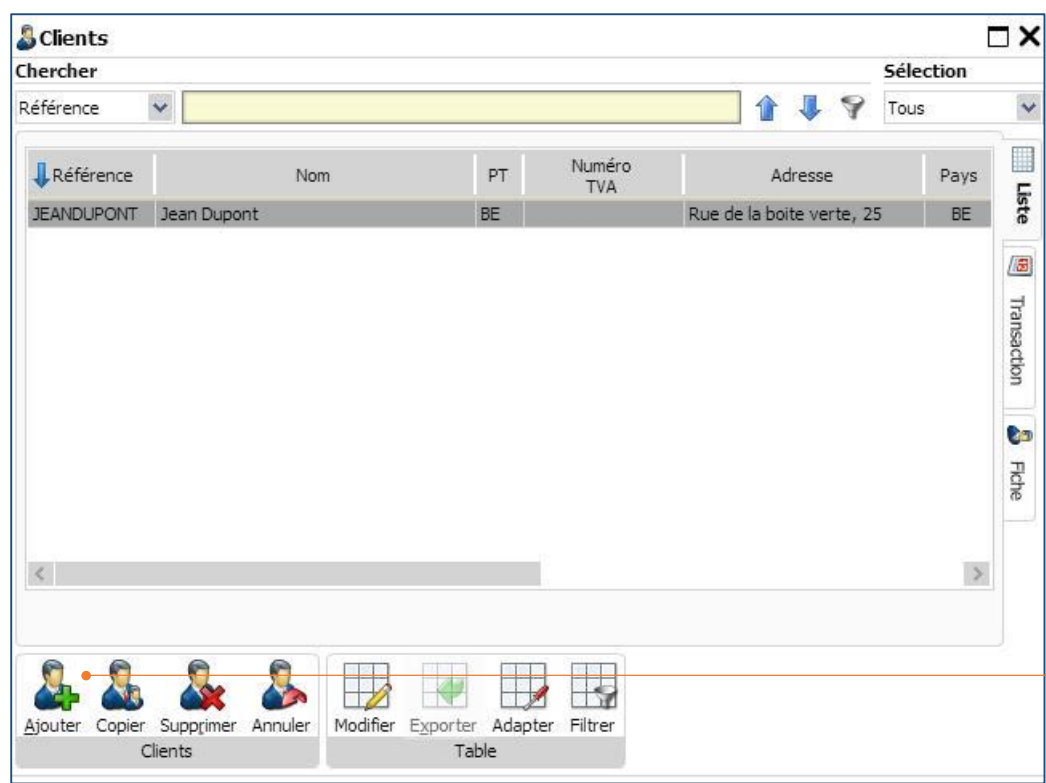 Clients
Chercher Sélection
Référence Tous
Référence Nom PT Numéro TVA Adresse Pays
JEANDUPONT Jean Dupont BE Rue de la boite verte, 25 BE
Liste
Transaction
Fiche
Ajouter Copier Supprimer Annuler Modifier Exporter Adapter Filtrer
Clients Table